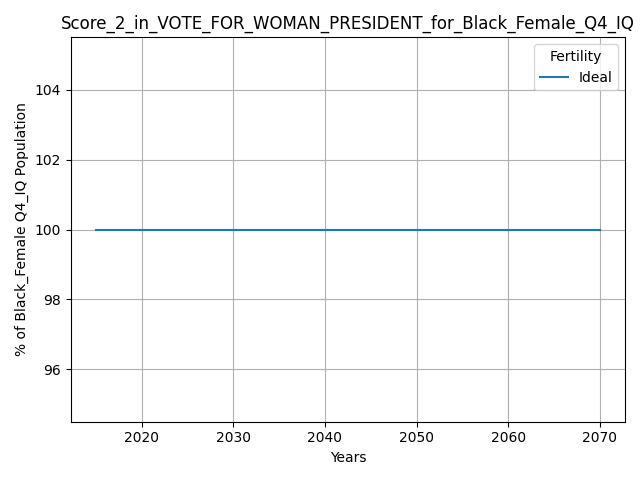 Score_2_in_VOTE_FOR_WOMAN_PRESIDENT_for_Black_Female_Q4_IQ
Fertility
Ideal
% of Black_Female Q4_IQ Population
104
102
100
98
96
2020 2030 2040 2050 2060 2070
Years